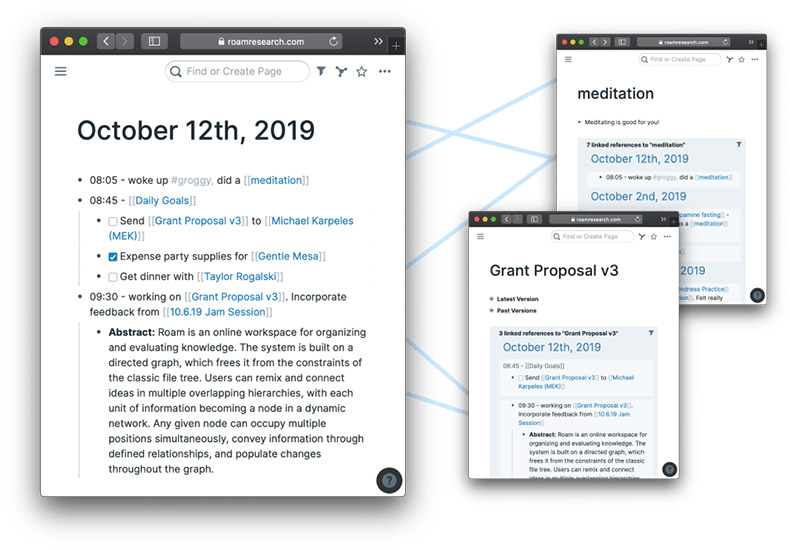 roamresearch.com
Find or Create Page
October 12th, 2019
08:05 - woke up #groggy, did a [[meditation]]
08:45 - [[Daily Goals]]
Send [[Grant Proposal v3]] to [[Michael Karpeles
(MEK)]]
Expense party supplies for [[Gentle Mesa]]
Get dinner with [[Taylor Rogalski]]
09:30 - working on [[Grant Proposal v3]]. Incorporate
feedback from [[10.6.19 Jam Session]]
Abstract: Roam is an online workspace for organizing
and evaluating knowledge. The system is built on a
directed graph, which frees it from the constraints of
the classic file tree. Users can remix and connect
ideas in multiple overlapping hierarchies, with each
unit of information becoming a node in a dynamic
network. Any given node can occupy multiple
positions simultaneously, convey information through
defined relationships, and populate changes
throughout the graph.
?
roamresearch.com
Find or Create Page
meditation
Meditating is good for you!
7 linked references to "meditation"
October 12th, 2019
08:05 - woke up #groggy, did a [[meditation]]
October 2nd, 2019
pamine fasting]] -
s a [[meditation]]
2019
ndness Practice]]
n Session]]. Felt really
?
roamresearch.com
Find or Create Page
Grant Proposal v3
Latest Version
Past Versions
3 linked references to "Grant Proposal v3"
October 12th, 2019
08:45 - [[Daily Goals]]
Send [[Grant Proposal v3]] to [[Michael
Karpeles (MEK)]]
09:30 - working on [[Grant Proposal v3]].
Incorporate feedback from [[10.6.19 Jam
Session]]
Abstract: Roam is an online workspace for
organizing and evaluating knowledge. The
system is built on a directed graph, which
frees it from the constraints of the classic file
tree. Users can remix and connect
ideas in multiple overlapping hierarchies
?